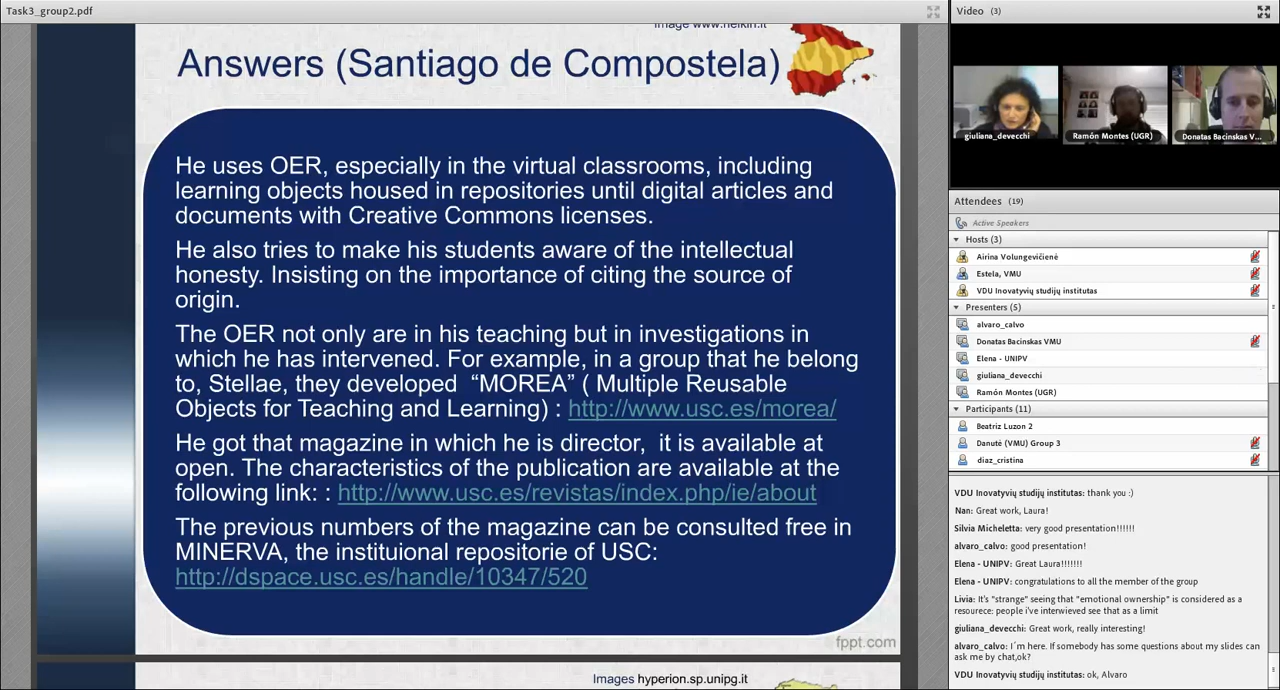 Task3_group2.pdf
Image www.helkin.it
Answers (Santiago de Compostela)
He uses OER, especially in the virtual classrooms, including
learning objects housed in repositories until digital articles and
documents with Creative Commons licenses.
He also tries to make his students aware of the intellectual
honesty. Insisting on the importance of citing the source of
origin.
The OER not only are in his teaching but in investigations in
which he has intervened. For example, in a group that he belong
to, Stellae, they developed “MOREA” ( Multiple Reusable
Objects for Teaching and Learning) : http://www.usc.es/morea/
He got that magazine in which he is director, it is available at
open. The characteristics of the publication are available at the
following link: : http://www.usc.es/revistas/index.php/ie/about
The previous numbers of the magazine can be consulted free in
MINERVA, the instituional repositorie of USC:
http://dspace.usc.es/handle/10347/520
fppt.com
Images hyperion.sp.unipg.it
Video (3)
giuliana_devecchi
Ramón Montes (UGR)
Donatas Bacinskas V...
Attendees (19)
Active Speakers
Hosts (3)
Airina Volungevičienė
Estela, VMU
VDU Inovatyvių studijų institutas
Presenters (5)
alvaro_calvo
Donatas Bacinskas VMU
Elena - UNIPV
giuliana_devecchi
Ramón Montes (UGR)
Participants (11)
Beatriz Luzon 2
Danutė (VMU) Group 3
diaz_cristina
VDU Inovatyvių studijų institutas: thank you :)
Nan: Great work, Laura!
Silvia Micheletta: very good presentation!!!!!!
alvaro_calvo: good presentation!
Elena - UNIPV: Great Laura!!!!!!!
Elena - UNIPV: congratulations to all the member of the group
Livia: It's "strange" seeing that "emotional ownership" is considered as a
resourece: people i've interwieved see that as a limit
giuliana_devecchi: Great work, really interesting!
alvaro_calvo: I´m here. If somebody has some questions about my slides can
ask me by chat,ok?
VDU Inovatyvių studijų institutas: ok, Alvaro